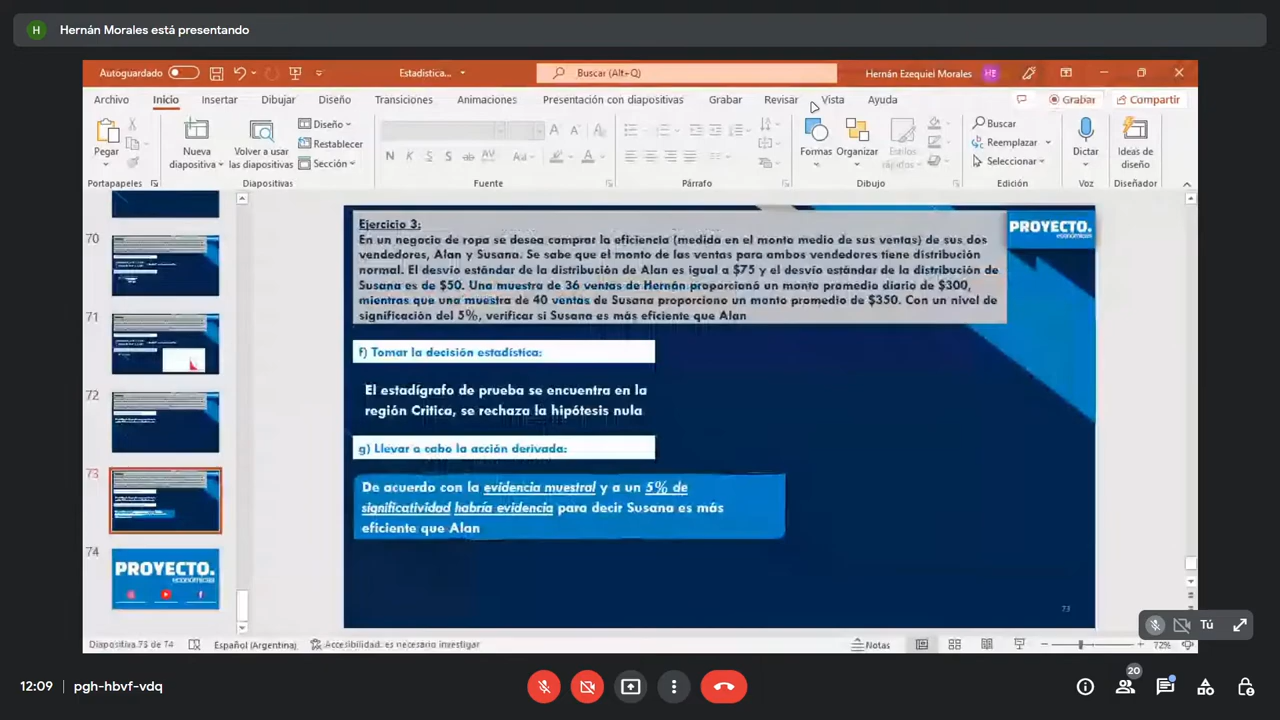 H Hernán Morales está presentando
Autoguardado
Estadistica...
Buscar (Alt+Q)
Hernán Ezequiel Morales HE
Archivo Inicio Insertar Dibujar Diseño Transiciones Animaciones Presentación con diapositivas Grabar Revisar Vista Ayuda
Grabar Compartir
Pegar
Nueva diapositiva
Volver a usar las diapositivas
Diseño
Restablecer
Sección
N K S S ab AV Aa A
Formas
Organizar
Estilos rápidos
Buscar
Reemplazar
Seleccionar
Dictar
Ideas de diseño
Portapapeles Diapositivas Fuente Párrafo Dibujo Edición Voz Diseñador
70
71
72
73
74
PROYECTO.
económicas
PROYECTO.
económicas
Ejercicio 3:
En un negocio de ropa se desea comprar la eficiencia (medida en el monto medio de sus ventas) de sus dos
vendedores, Alan y Susana. Se sabe que el monto de las ventas para ambos vendedores tiene distribución
normal. El desvío estándar de la distribución de Alan es igual a $75 y el desvío estándar de la distribución de
Susana es de $50. Una muestra de 36 ventas de Hernán proporcionó un monto promedio diario de $300,
mientras que una muestra de 40 ventas de Susana proporciono un monto promedio de $350. Con un nivel de
significación del 5%, verificar si Susana es más eficiente que Alan
f) Tomar la decisión estadística:
El estadígrafo de prueba se encuentra en la
región Critica, se rechaza la hipótesis nula
g) Llevar a cabo la acción derivada:
De acuerdo con la evidencia muestral y a un 5% de
significatividad habría evidencia para decir Susana es más
eficiente que Alan
73
Tú
Diapositiva 73 de 74 Español (Argentina) Accesibilidad: es necesario investigar Notas 72%
12:09 | pgh-hbvf-vdq
20